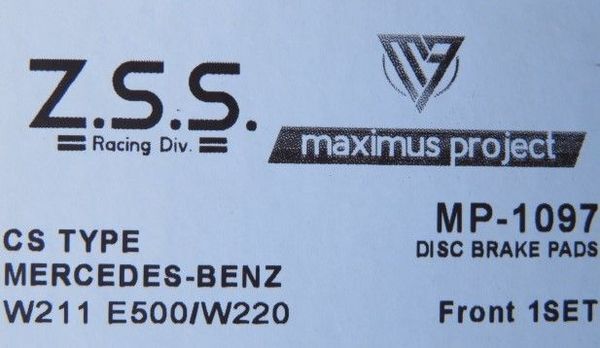 Z.S.S.
Racing Div.
maximus project
CS TYPE
MERCEDES-BENZ
W211 E500/W220
MP-1097
DISC BRAKE PADS
Front 1SET